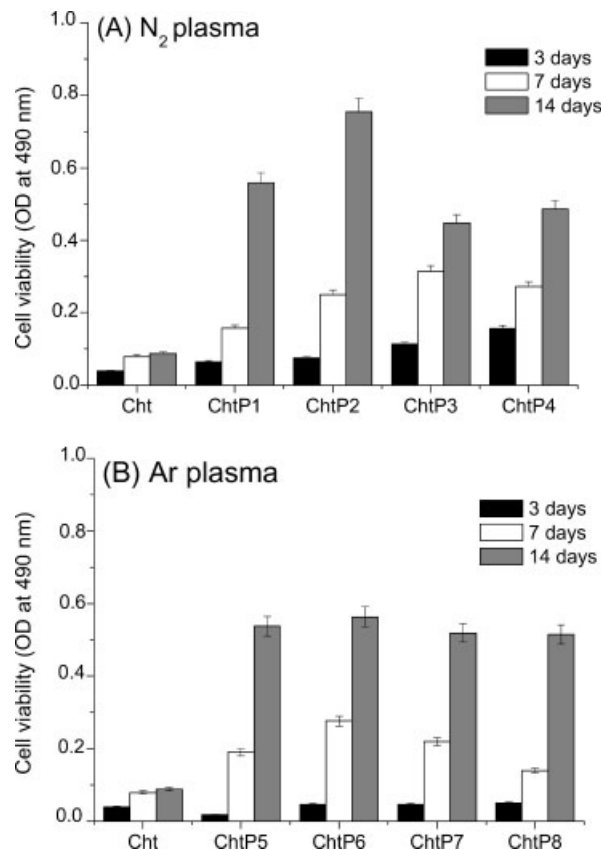 (A) N₂ plasma
3 days
7 days
14 days
Cell viability (OD at 490 nm)
1.0
0.8
0.6
0.4
0.2
0.0
Cht ChtP1 ChtP2 ChtP3 ChtP4
(B) Ar plasma
3 days
7 days
14 days
Cell viability (OD at 490 nm)
1.0
0.8
0.6
0.4
0.2
0.0
Cht ChtP5 ChtP6 ChtP7 ChtP8